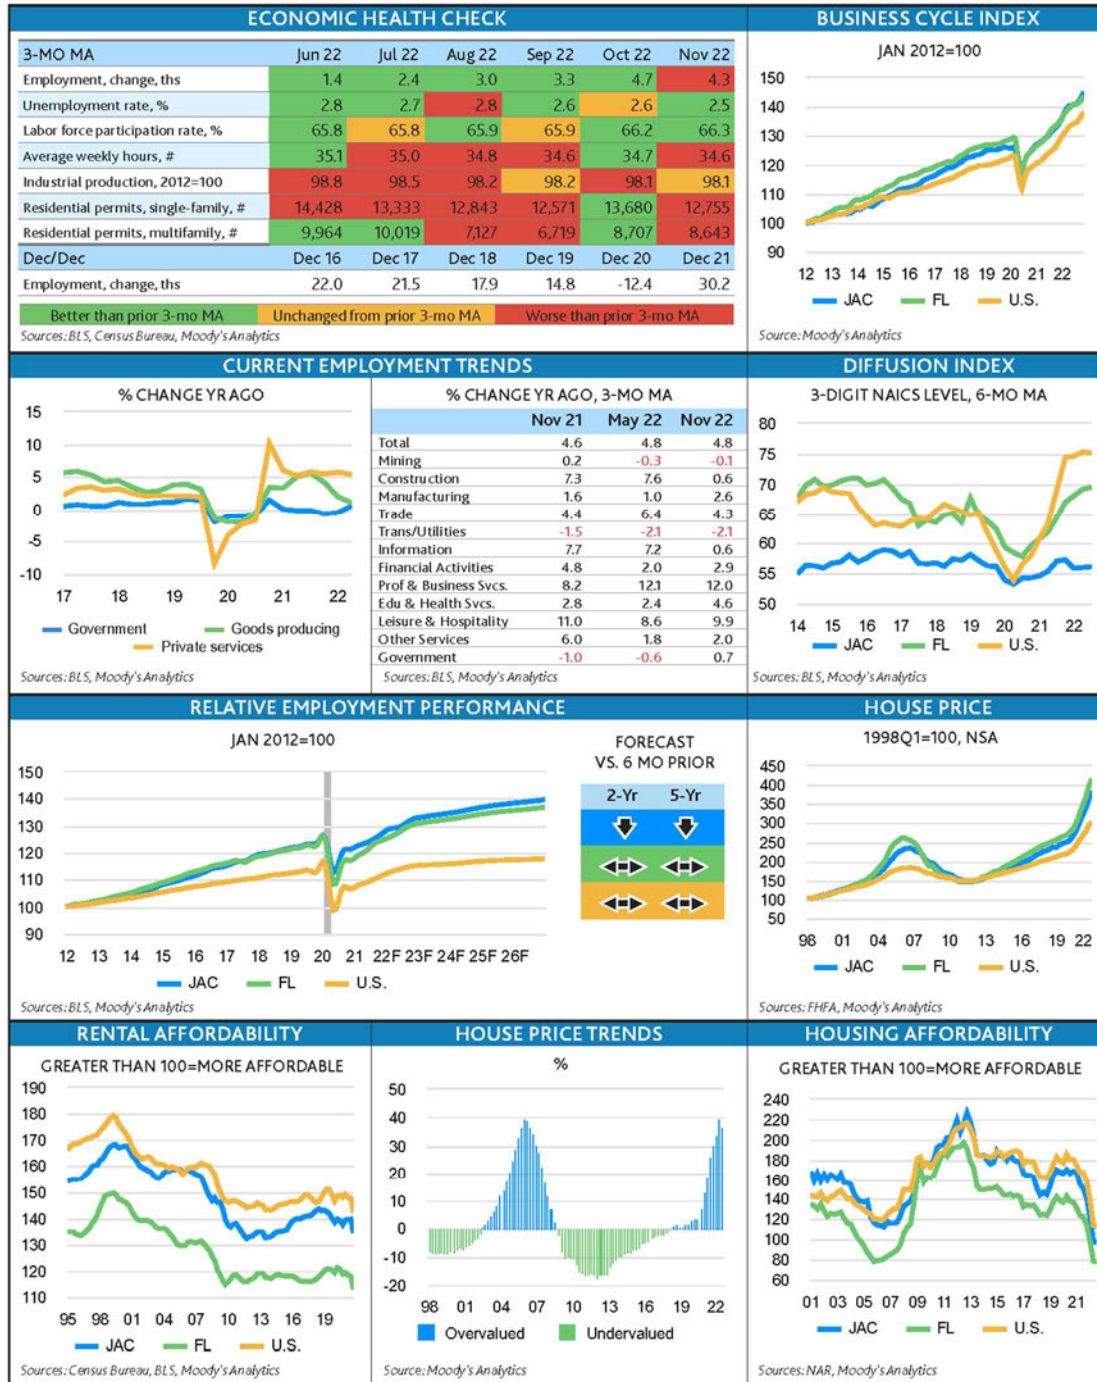 ECONOMIC HEALTH CHECK
3-MO MA Jun 22 Jul 22 Aug 22 Sep 22 Oct 22 Nov 22
Employment, change, ths 1.4 2.4 3.0 3.3 4.7 4.3
Unemployment rate, % 2.8 2.7 2.8 2.6 2.6 2.5
Labor force participation rate, % 65.8 65.8 65.9 65.9 66.2 66.3
Average weekly hours, # 35.1 35.0 34.8 34.6 34.7 34.6
Industrial production, 2012=100 98.8 98.5 98.2 98.2 98.1 98.1
Residential permits, single-family, # 14,428 13,333 12,843 12,571 13,680 12,755
Residential permits, multifamily, # 9,964 10,019 7,127 6,719 8,707 8,643
Dec/Dec Dec 16 Dec 17 Dec 18 Dec 19 Dec 20 Dec 21
Employment, change, ths 22.0 21.5 17.9 14.8 -12.4 30.2
Better than prior 3-mo MA Unchanged from prior 3-mo MA Worse than prior 3-mo MA
Sources: BLS, Census Bureau, Moody's Analytics
BUSINESS CYCLE INDEX
JAN 2012=100
150
140
130
120
110
100
90
12 13 14 15 16 17 18 19 20 21 22
JAC FL U.S.
Source: Moody's Analytics
CURRENT EMPLOYMENT TRENDS
% CHANGE YR AGO
15
10
5
0
-5
-10
17 18 19 20 21 22
Government Goods producing
Private services
Sources: BLS, Moody's Analytics
% CHANGE YR AGO, 3-MO MA
Nov 21 May 22 Nov 22
Total 4.6 4.8 4.8
Mining 0.2 -0.3 -0.1
Construction 7.3 7.6 0.6
Manufacturing 1.6 1.0 2.6
Trade 4.4 6.4 4.3
Trans/Utilities -1.5 -2.1 -2.1
Information 7.7 7.2 0.6
Financial Activities 4.8 2.0 2.9
Prof & Business Svcs. 8.2 12.1 12.0
Edu & Health Svcs. 2.8 2.4 4.6
Leisure & Hospitality 11.0 8.6 9.9
Other Services 6.0 1.8 2.0
Government -1.0 -0.6 0.7
Sources: BLS, Moody's Analytics
DIFFUSION INDEX
3-DIGIT NAICS LEVEL, 6-MO MA
80
75
70
65
60
55
50
14 15 16 17 18 19 20 21 22
JAC FL U.S.
Sources: BLS, Moody's Analytics
RELATIVE EMPLOYMENT PERFORMANCE
JAN 2012=100
150
140
130
120
110
100
90
12 13 14 15 16 17 18 19 20 21 22F 23F 24F 25F 26F
JAC FL U.S.
Sources: BLS, Moody's Analytics
FORECAST
VS. 6 MO PRIOR
2-Yr 5-Yr
HOUSE PRICE
1998Q1=100, NSA
450
400
350
300
250
200
150
100
50
98 01 04 07 10 13 16 19 22
JAC FL U.S.
Sources: FHFA, Moody's Analytics
RENTAL AFFORDABILITY
GREATER THAN 100=MORE AFFORDABLE
190
180
170
160
150
140
130
120
110
95 98 01 04 07 10 13 16 19
JAC FL U.S.
Sources: Census Bureau, BLS, Moody's Analytics
HOUSE PRICE TRENDS
%
50
40
30
20
10
0
-10
-20
98 01 04 07 10 13 16 19 22
Overvalued Undervalued
Source: Moody's Analytics
HOUSING AFFORDABILITY
GREATER THAN 100=MORE AFFORDABLE
240
220
200
180
160
140
120
100
80
60
01 03 05 07 09 11 13 15 17 19 21
JAC FL U.S.
Sources: NAR, Moody's Analytics